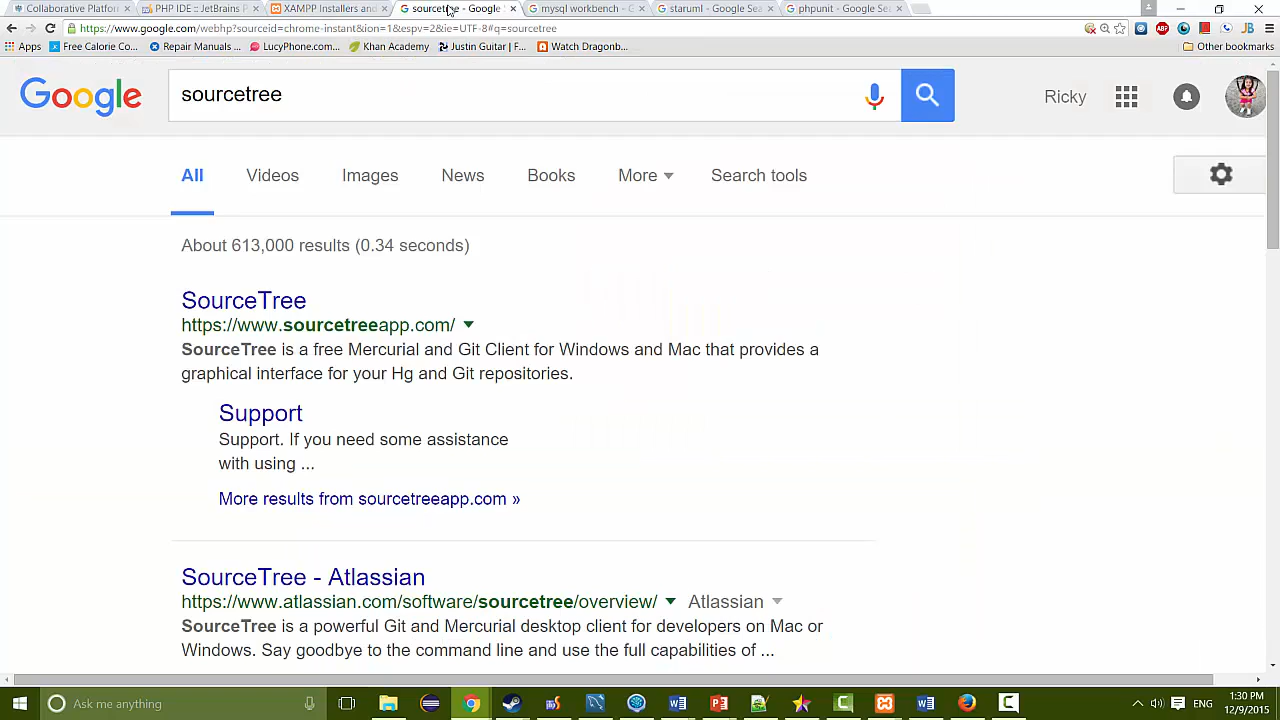 Collaborative Platform
PHP IDE :: JetBrains P
XAMPP Installers and
sourcetree - Google
mysql workbench - G
staruml - Google Sea
phpunit - Google Se
https://www.google.com/webhp?sourceid=chrome-instant&ion=1&espv=2&ie=UTF-8#q=sourcetree
Apps
Free Calorie Co...
Repair Manuals ...
LucyPhone.com...
Khan Academy
Justin Guitar | F...
Watch Dragonb...
Other bookmarks
Google
sourcetree
Ricky
All Videos Images News Books More Search tools
About 613,000 results (0.34 seconds)
SourceTree
https://www.sourcetreeapp.com/
SourceTree is a free Mercurial and Git Client for Windows and Mac that provides a
graphical interface for your Hg and Git repositories.
Support
Support. If you need some assistance
with using ...
More results from sourcetreeapp.com »
SourceTree - Atlassian
https://www.atlassian.com/software/sourcetree/overview/ Atlassian
SourceTree is a powerful Git and Mercurial desktop client for developers on Mac or
Windows. Say goodbye to the command line and use the full capabilities of ...
Ask me anything
ENG
1:30 PM
12/9/2015